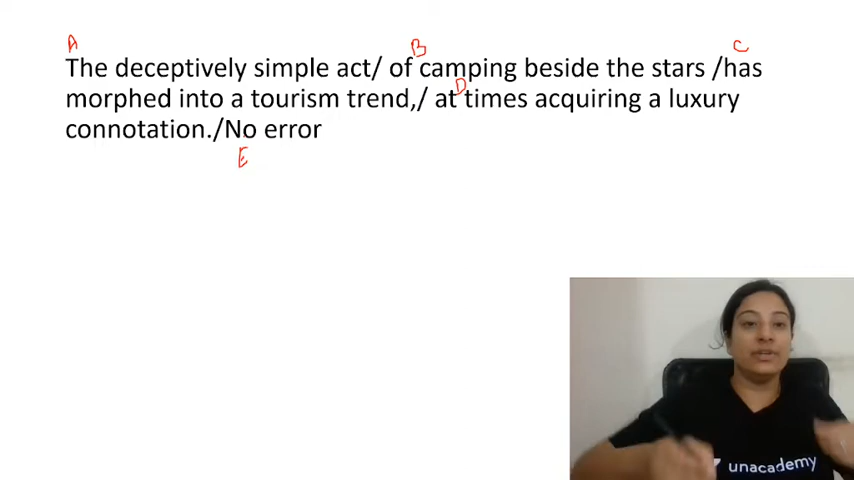 A
B
C
The deceptively simple act/ of camping beside the stars /has
D
morphed into a tourism trend,/ at times acquiring a luxury
connotation./No error
E
unacademy